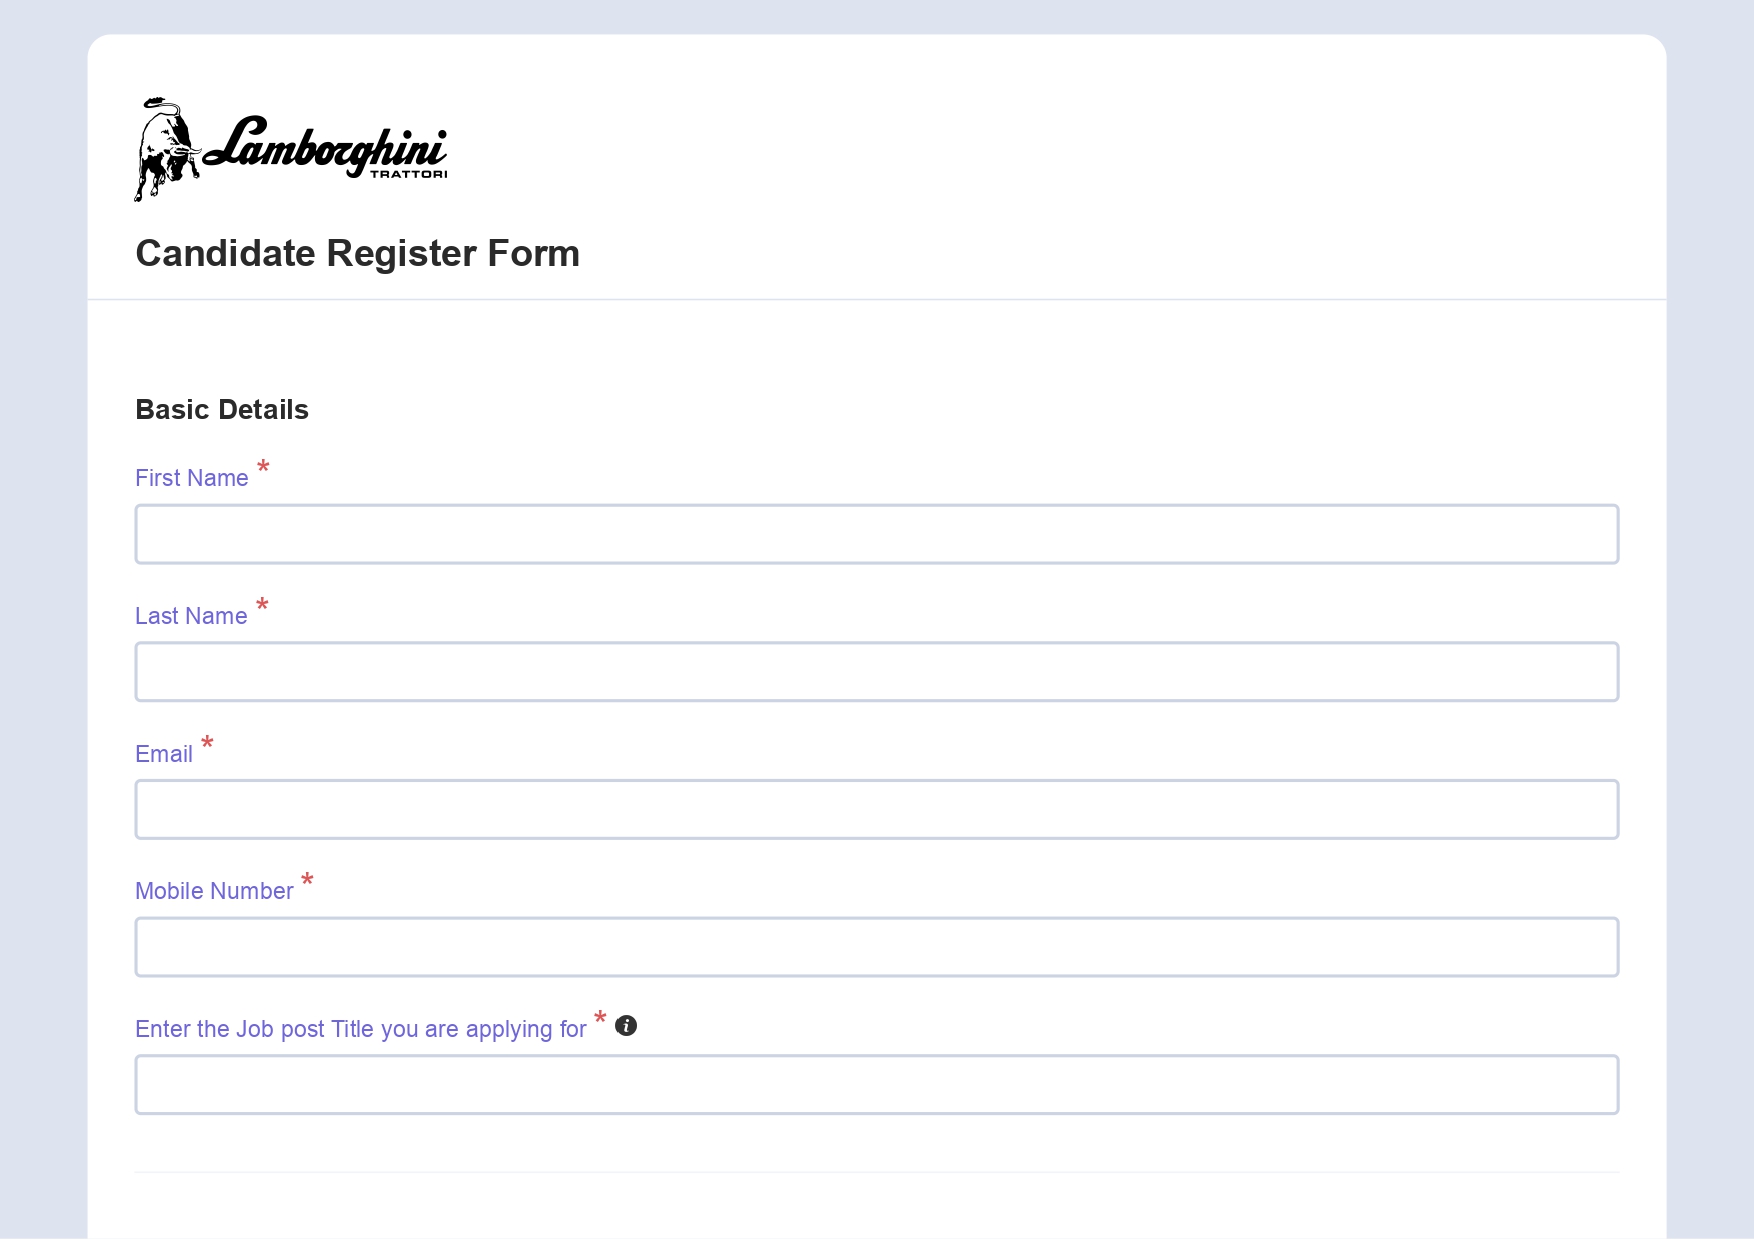 Lamborghini
TRATTORI
Candidate Register Form
Basic Details
First Name *
Last Name *
Email *
Mobile Number *
Enter the Job post Title you are applying for * i